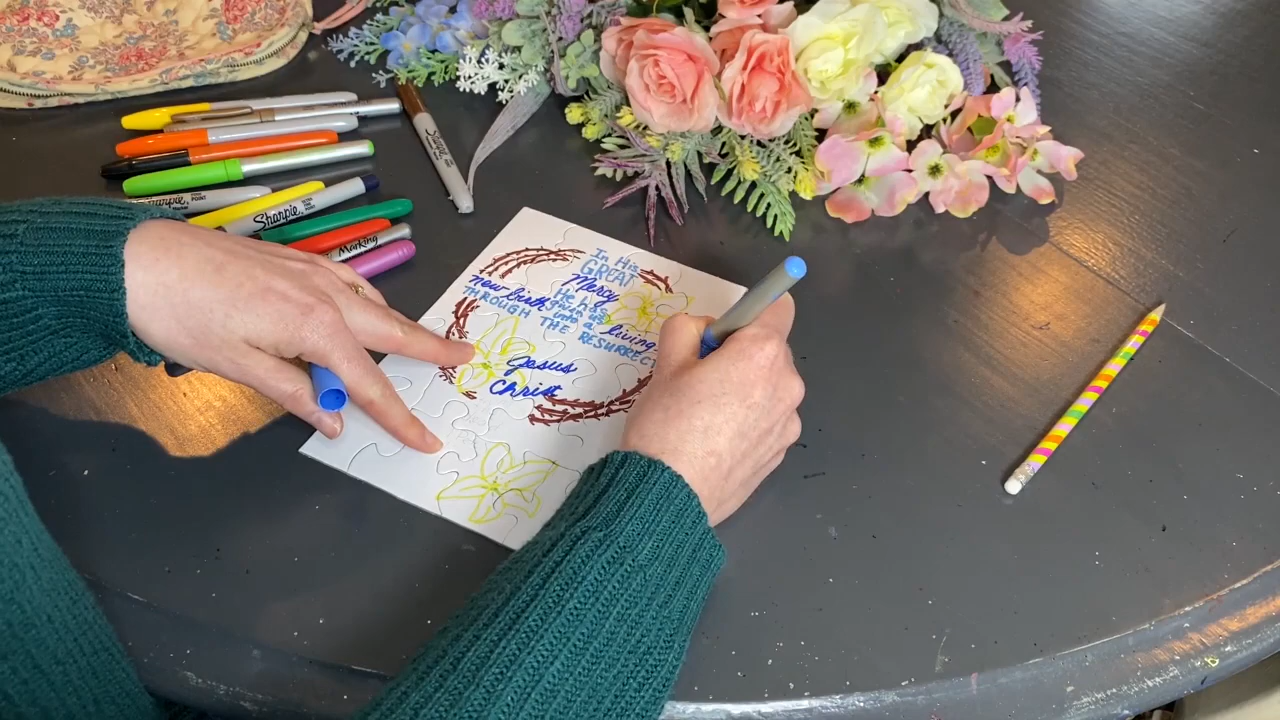 In His
GREAT
Mercy
He has
new birth given us
into a living
THROUGH THE RESURRECT
Jesus
Christ
Sharpie
Sharpie
Sharpie
Marking